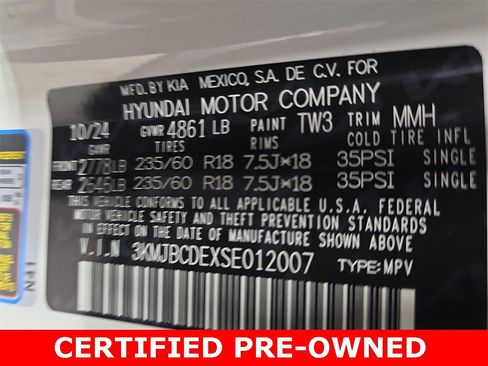 MFD. BY KIA MEXICO, S.A. DE C.V. FOR
HYUNDAI MOTOR COMPANY
10/24 GVWR 4861 LB PAINT TW3 TRIM MMH
GAWR TIRES RIMS COLD TIRE INFL
FRONT 2778LB 235/60 R18 7.5J×18 35PSI SINGLE
REAR 2646LB 235/60 R18 7.5J×18 35PSI SINGLE
THIS VEHICLE CONFORMS TO ALL APPLICABLE U.S.A. FEDERAL
MOTOR VEHICLE SAFETY AND THEFT PREVENTION STANDARDS
IN EFFECT ON THE DATE OF MANUFACTURE SHOWN ABOVE.
V.I.N 3KMJBCDEXSE012007 TYPE: MPV
N41
CERTIFIED PRE-OWNED